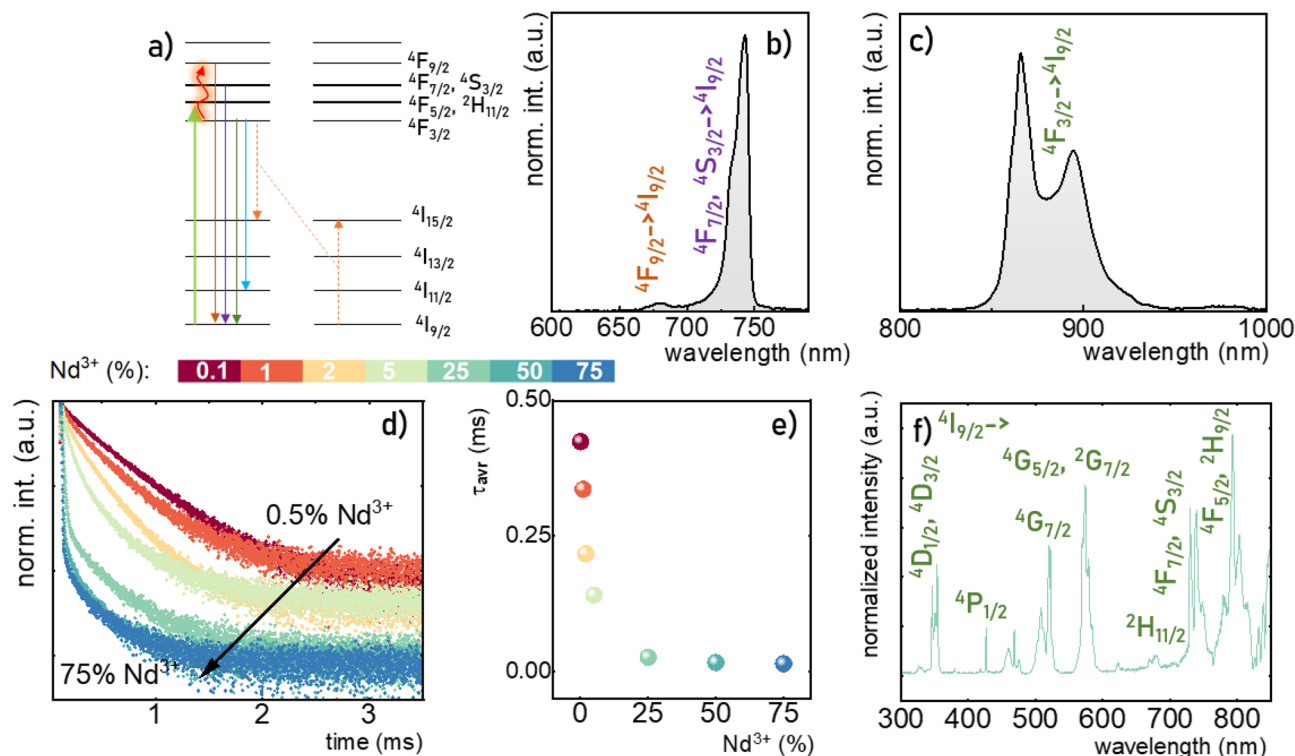 a)
⁴F₉/₂
⁴F₇/₂, ⁴S₃/₂
⁴F₅/₂, ²H₁₁/₂
⁴F₃/₂
⁴I₁₅/₂
⁴I₁₃/₂
⁴I₁₁/₂
⁴I₉/₂
b)
norm. int. (a.u.)
⁴F₉/₂->⁴I₉/₂
⁴F₇/₂, ⁴S₃/₂->⁴I₉/₂
600 700 750
wavelength (nm)
c)
norm. int. (a.u.)
⁴F₃/₂->⁴I₉/₂
800 900 1000
wavelength (nm)
Nd³⁺ (%): 0.1 1 2 5 25 50 75
d)
norm. int. (a.u.)
0.5% Nd³⁺
75% Nd³⁺
1 2 3
time (ms)
e)
τₐᵥᵣ (ms)
0.50
0.25
0.00
0 25 50 75
Nd³⁺ (%)
f)
normalized intensity (a.u.)
⁴I₉/₂->
⁴D₁/₂, ⁴D₃/₂
⁴P₁/₂
⁴G₇/₂
⁴G₅/₂, ²G₇/₂
²H₁₁/₂
⁴F₇/₂, ⁴S₃/₂
⁴F₅/₂, ²H₉/₂
300 400 500 600 700 800
wavelength (nm)